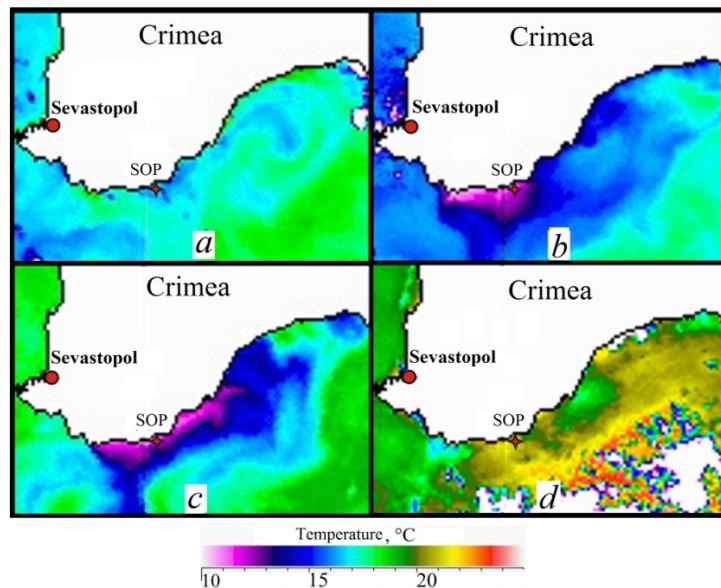 Crimea
Sevastopol
SOP
a
Crimea
Sevastopol
SOP
b
Crimea
Sevastopol
SOP
c
Crimea
Sevastopol
SOP
d
Temperature, °C
10 15 20